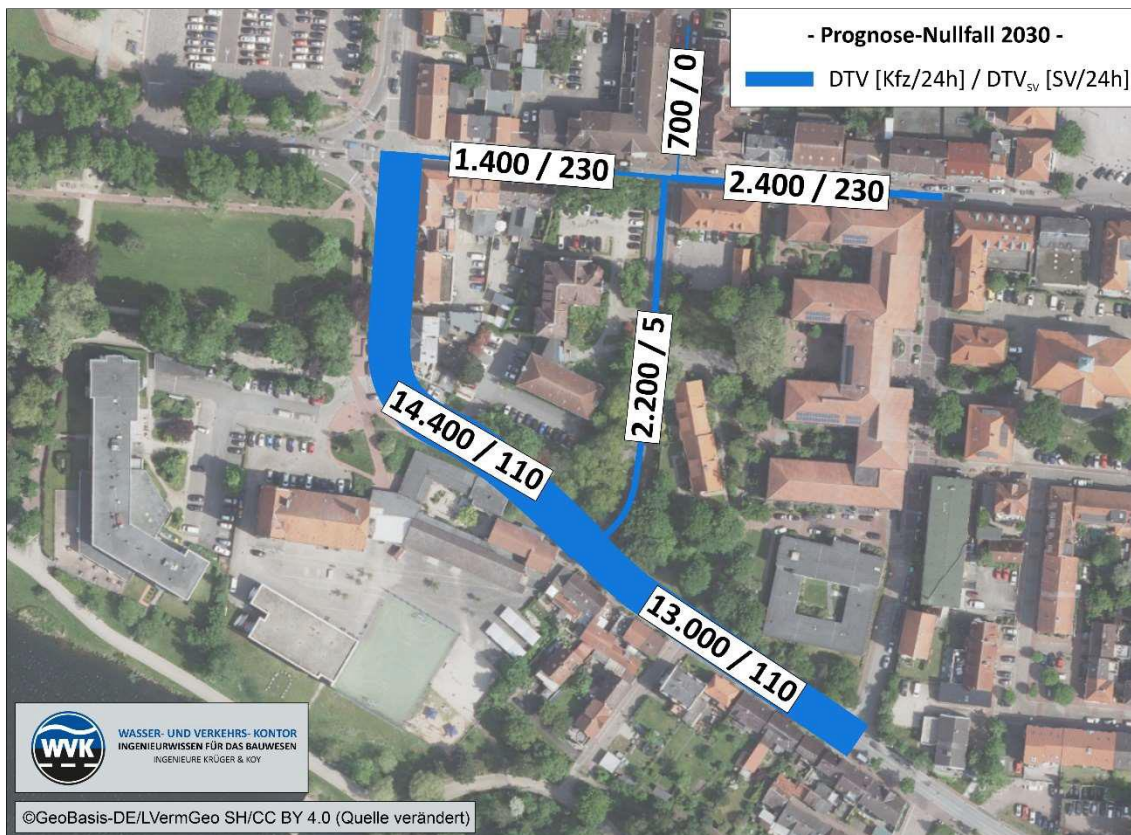 - Prognose-Nullfall 2030 -
DTV [Kfz/24h] / DTVSV [SV/24h]
700 / 0
1.400 / 230
2.400 / 230
2.200 / 5
14.400 / 110
13.000 / 110
WVK
WASSER- UND VERKEHRS- KONTOR
INGENIEURWISSEN FÜR DAS BAUWESEN
INGENIEURE KRÜGER & KOY
©GeoBasis-DE/LVermGeo SH/CC BY 4.0 (Quelle verändert)